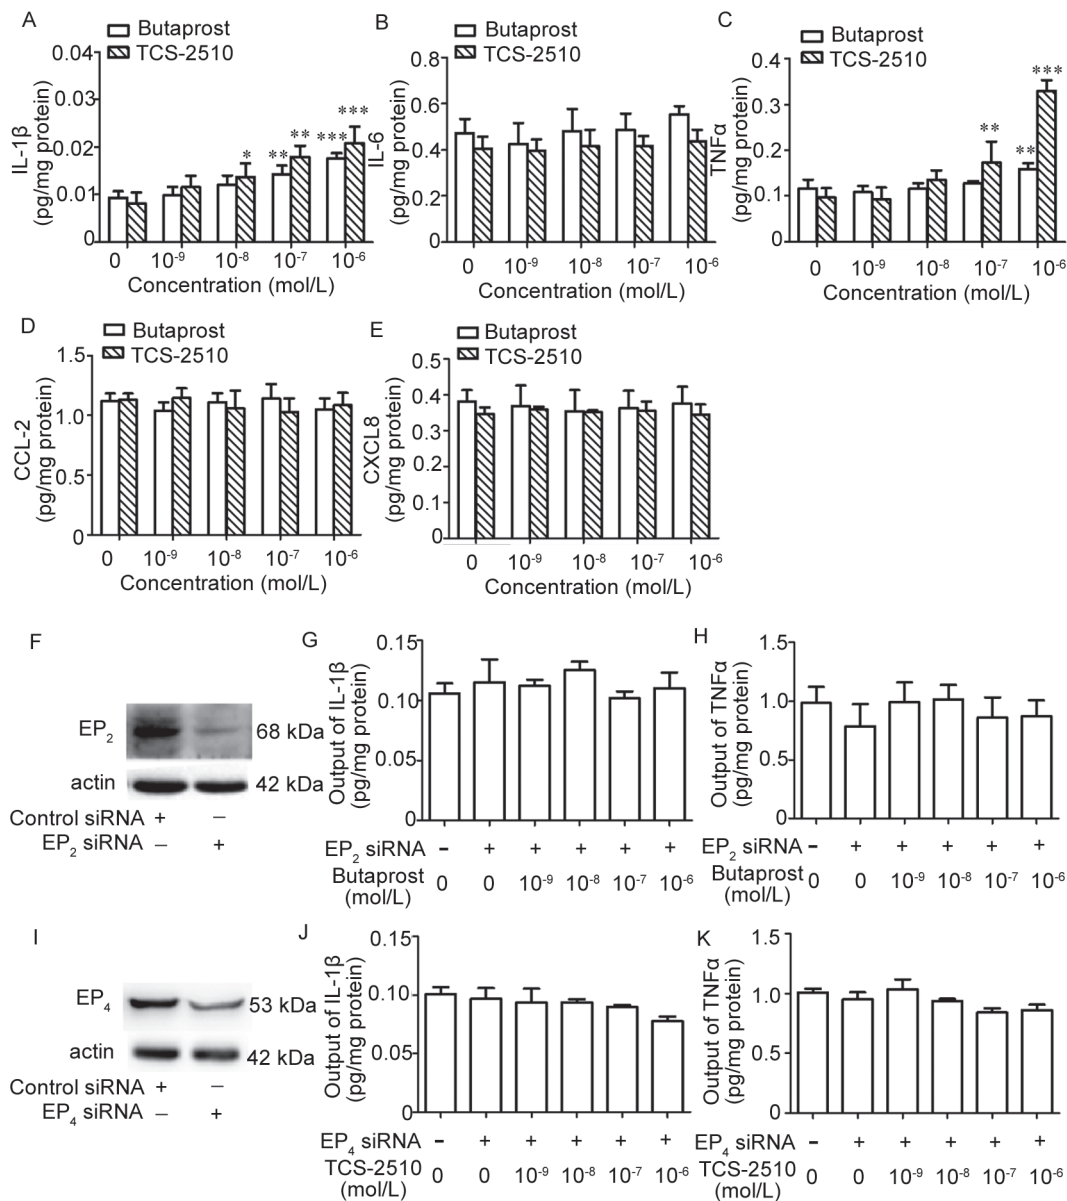 A
Butaprost
TCS-2510
IL-1β
(pg/mg protein)
0.04
0.03
0.02
0.01
0
* ** ** *** ***
0 10⁻⁹ 10⁻⁸ 10⁻⁷ 10⁻⁶
Concentration (mol/L)
B
Butaprost
TCS-2510
IL-6
(pg/mg protein)
0.8
0.6
0.4
0.2
0
0 10⁻⁹ 10⁻⁸ 10⁻⁷ 10⁻⁶
Concentration (mol/L)
C
Butaprost
TCS-2510
TNFα
(pg/mg protein)
0.4
0.3
0.2
0.1
0
** ** ***
0 10⁻⁹ 10⁻⁸ 10⁻⁷ 10⁻⁶
Concentration (mol/L)
D
Butaprost
TCS-2510
CCL-2
(pg/mg protein)
1.5
1.0
0.5
0
0 10⁻⁹ 10⁻⁸ 10⁻⁷ 10⁻⁶
Concentration (mol/L)
E
Butaprost
TCS-2510
CXCL8
(pg/mg protein)
0.5
0.4
0.3
0.2
0.1
0
0 10⁻⁹ 10⁻⁸ 10⁻⁷ 10⁻⁶
Concentration (mol/L)
F
EP₂ 68 kDa
actin 42 kDa
Control siRNA + −
EP₂ siRNA − +
G
Output of IL-1β
(pg/mg protein)
0.15
0.10
0.05
0
EP₂ siRNA - + + + + +
Butaprost
(mol/L) 0 0 10⁻⁹ 10⁻⁸ 10⁻⁷ 10⁻⁶
H
Output of TNFα
(pg/mg protein)
1.5
1.0
0.5
0
EP₂ siRNA - + + + + +
Butaprost
(mol/L) 0 0 10⁻⁹ 10⁻⁸ 10⁻⁷ 10⁻⁶
I
EP₄ 53 kDa
actin 42 kDa
Control siRNA + −
EP₄ siRNA − +
J
Output of IL-1β
(pg/mg protein)
0.15
0.10
0.05
0
EP₄ siRNA - + + + + +
TCS-2510 0 0 10⁻⁹ 10⁻⁸ 10⁻⁷ 10⁻⁶
(mol/L)
K
Output of TNFα
(pg/mg protein)
1.5
1.0
0.5
0
EP₄ siRNA - + + + + +
TCS-2510 0 0 10⁻⁹ 10⁻⁸ 10⁻⁷ 10⁻⁶
(mol/L)